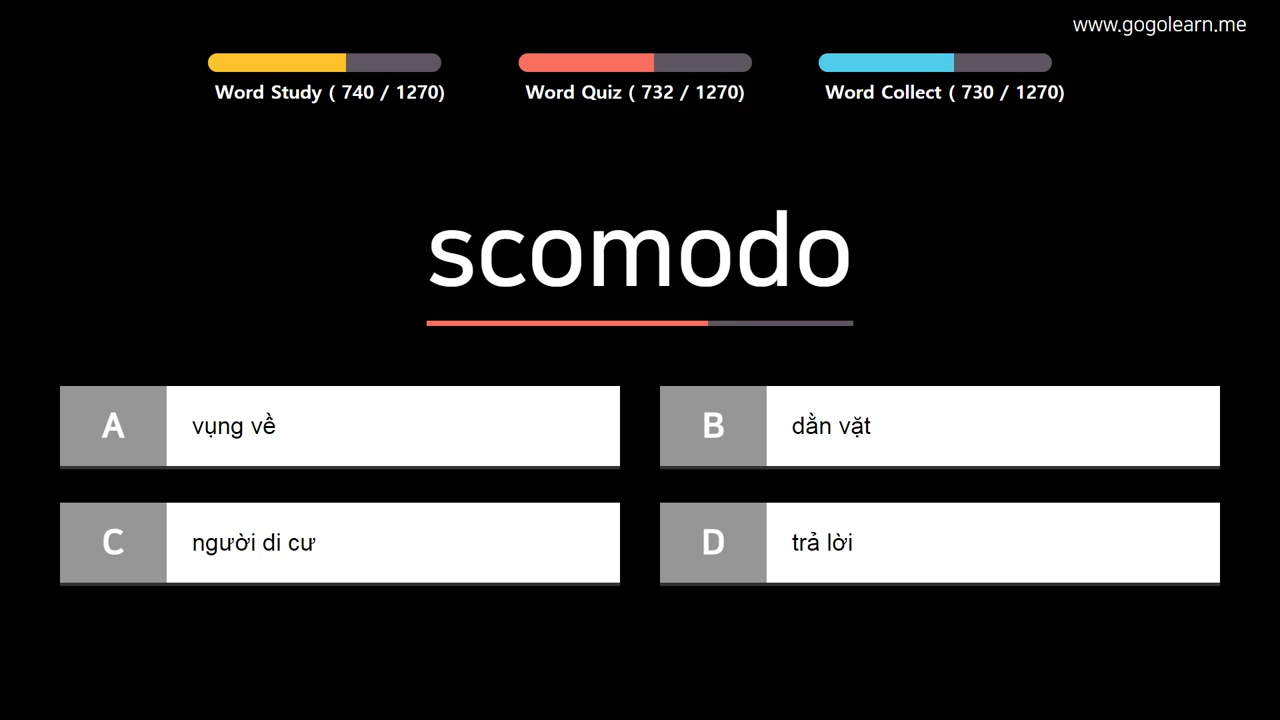 www.gogolearn.me
Word Study ( 740 / 1270)
Word Quiz ( 732 / 1270)
Word Collect ( 730 / 1270)
scomodo
A
vụng về
B
dằn vặt
C
người di cư
D
trả lời